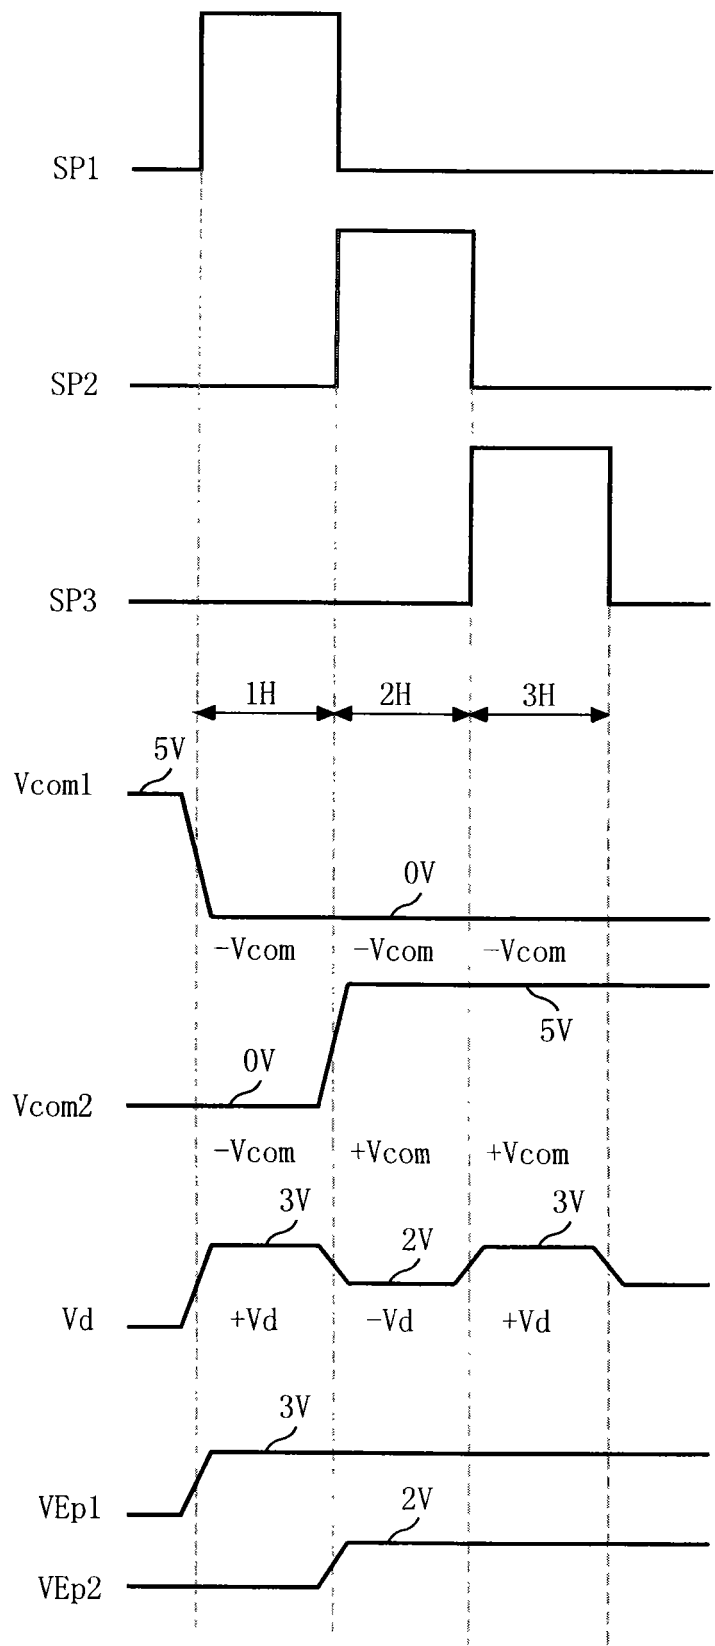 SP1
SP2
SP3
1H 2H 3H
5V
Vcom1
0V
-Vcom -Vcom -Vcom
5V
0V
Vcom2
-Vcom +Vcom +Vcom
3V 2V 3V
Vd
+Vd -Vd +Vd
3V
VEp1
2V
VEp2